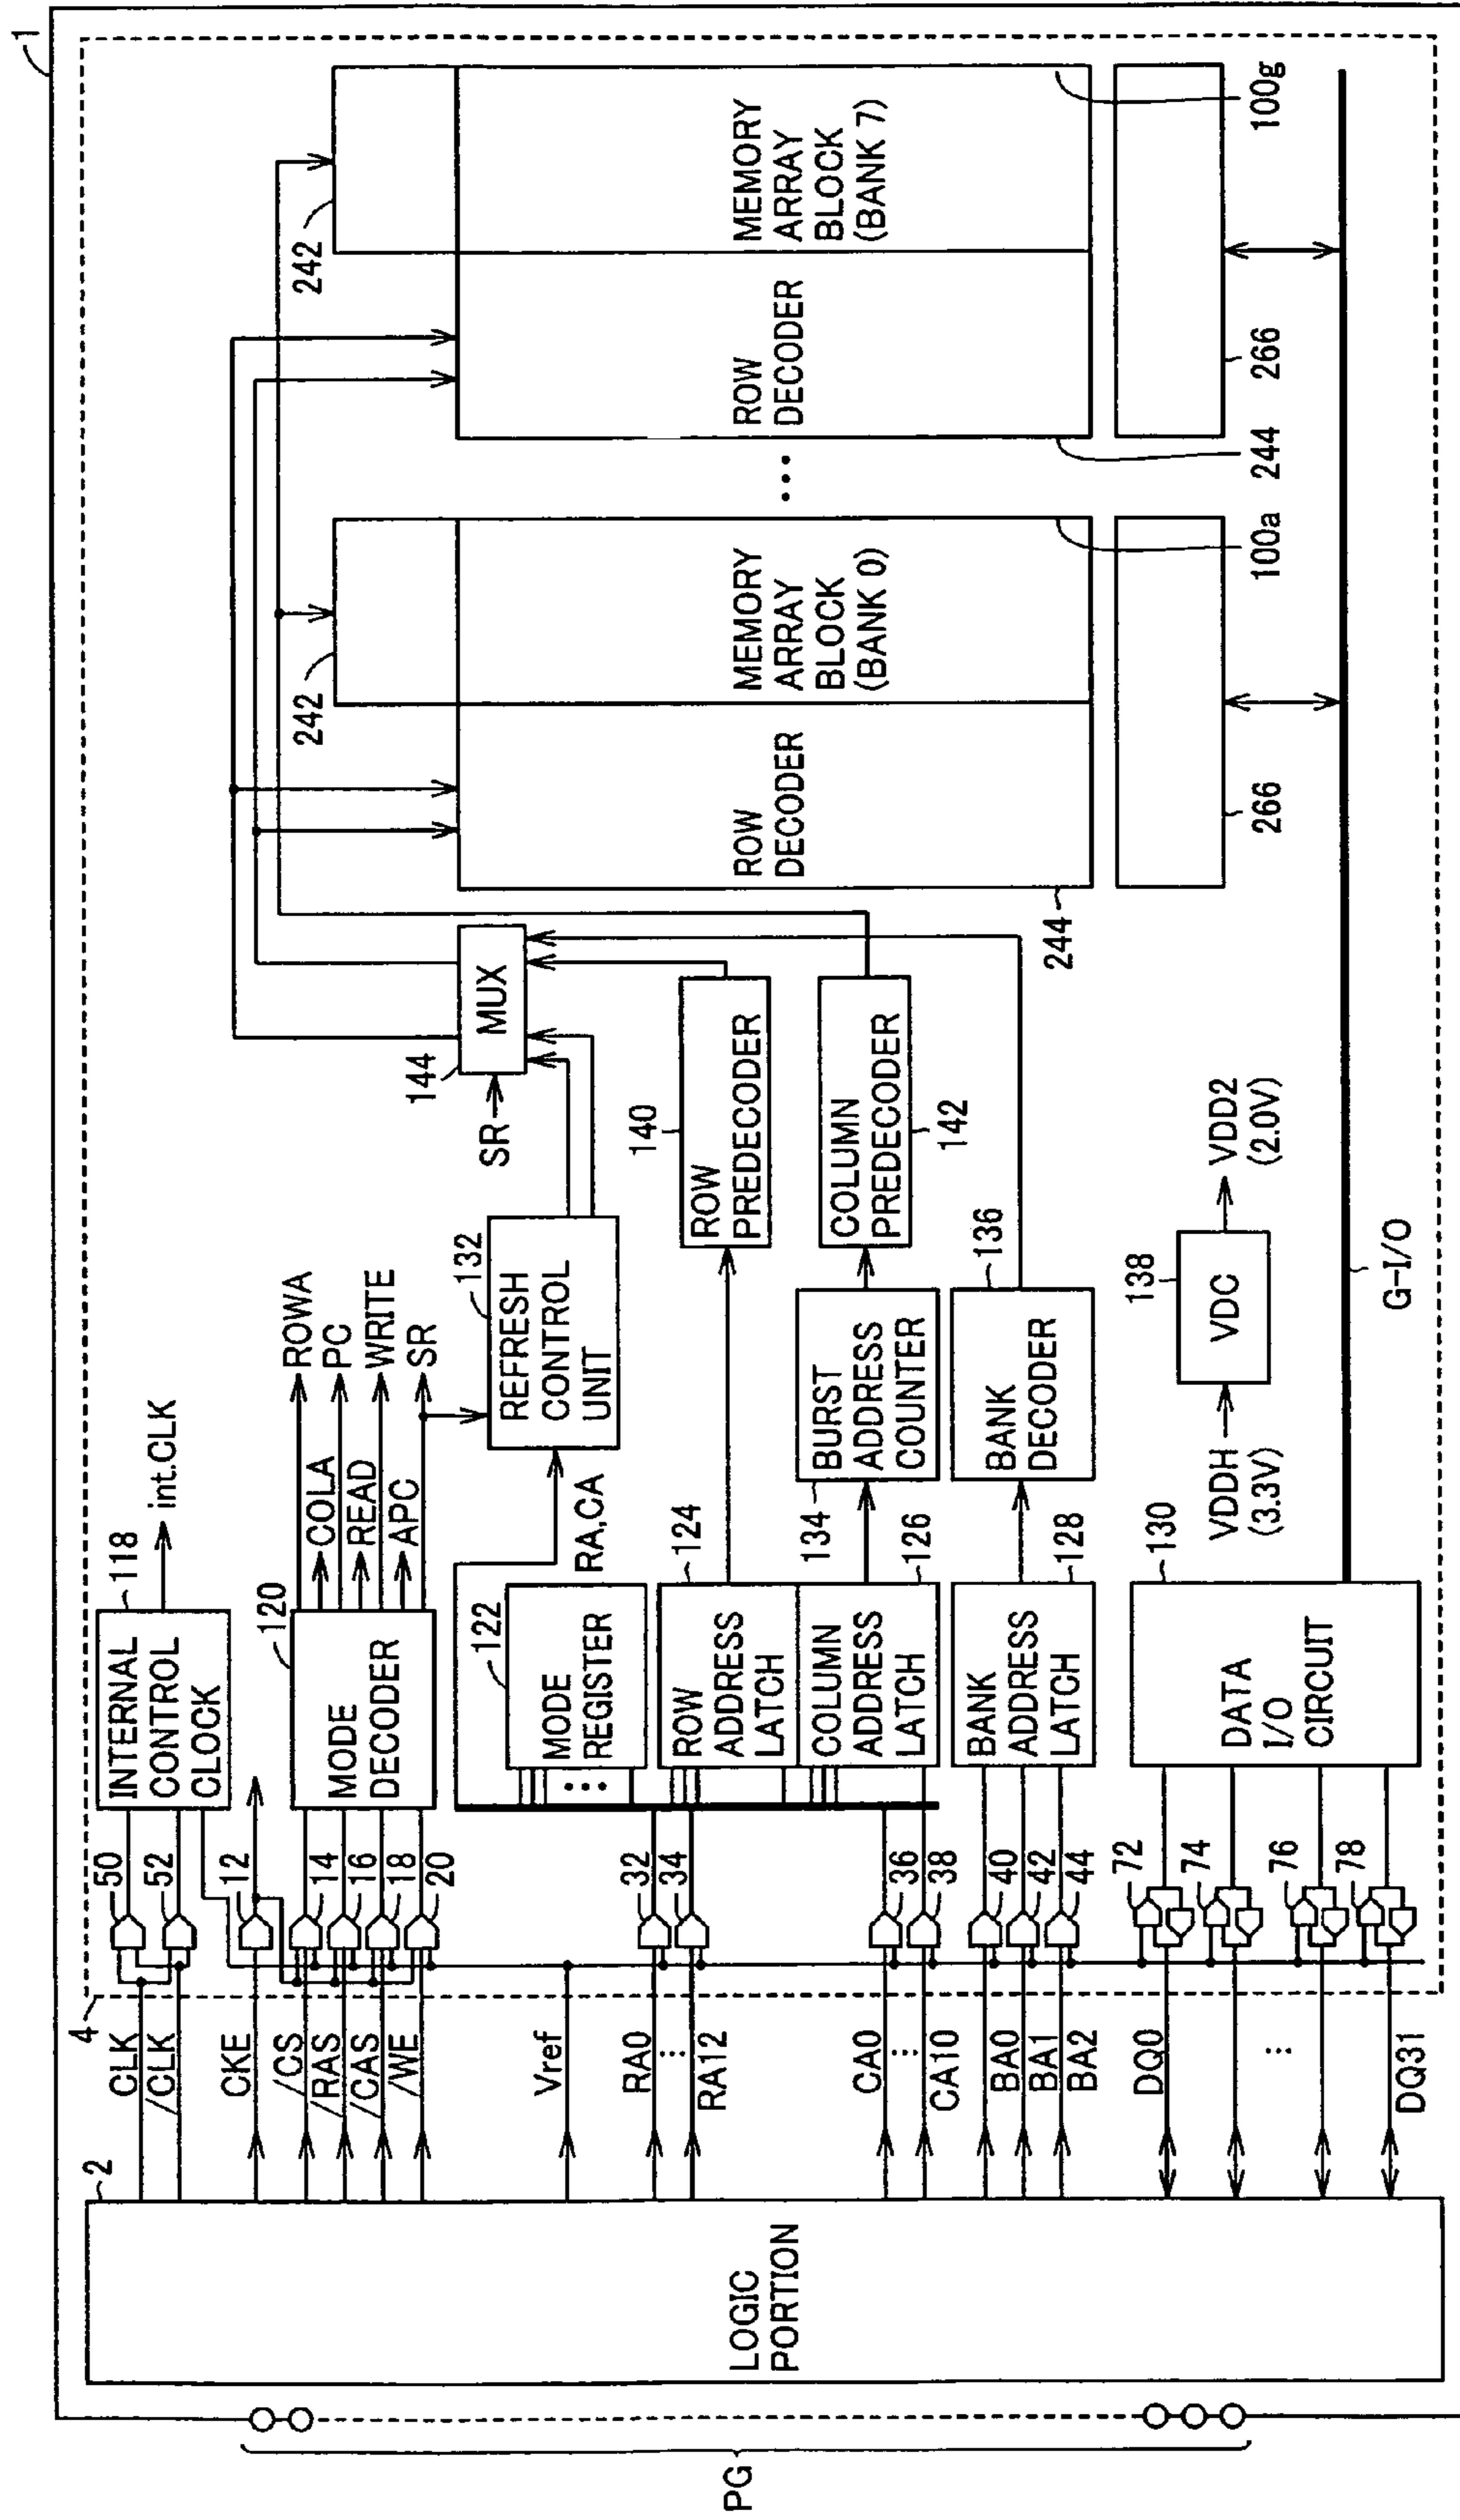 1
4
2
PG
LOGIC
PORTION
CLK
/CLK
CKE
/CS
/RAS
/CAS
/WE
Vref
RA0
⋮
RA12
CA0
⋮
CA10
BA0
BA1
BA2
DQ0
⋮
DQ31
50
52
12
14
16
18
20
32
34
36
38
40
42
44
72
74
76
78
INTERNAL
CONTROL
CLOCK
118
int.CLK
MODE
DECODER
120
ROWA
COLA
PC
READ
WRITE
APC
SR
MODE
REGISTER
122
ROW
ADDRESS
LATCH
124
COLUMN
ADDRESS
LATCH
126
BANK
ADDRESS
LATCH
128
DATA
I/O
CIRCUIT
130
RA,CA
REFRESH
CONTROL
UNIT
132
BURST
ADDRESS
COUNTER
134
BANK
DECODER
136
VDDH
(3.3V)
VDC
138
VDD2
(2.0V)
G-I/O
SR
MUX
144
ROW
PREDECODER
140
COLUMN
PREDECODER
142
242
ROW
DECODER
244
MEMORY
ARRAY
BLOCK
(BANK 0)
100a
266
...
242
ROW
DECODER
244
MEMORY
ARRAY
BLOCK
(BANK 7)
100g
266